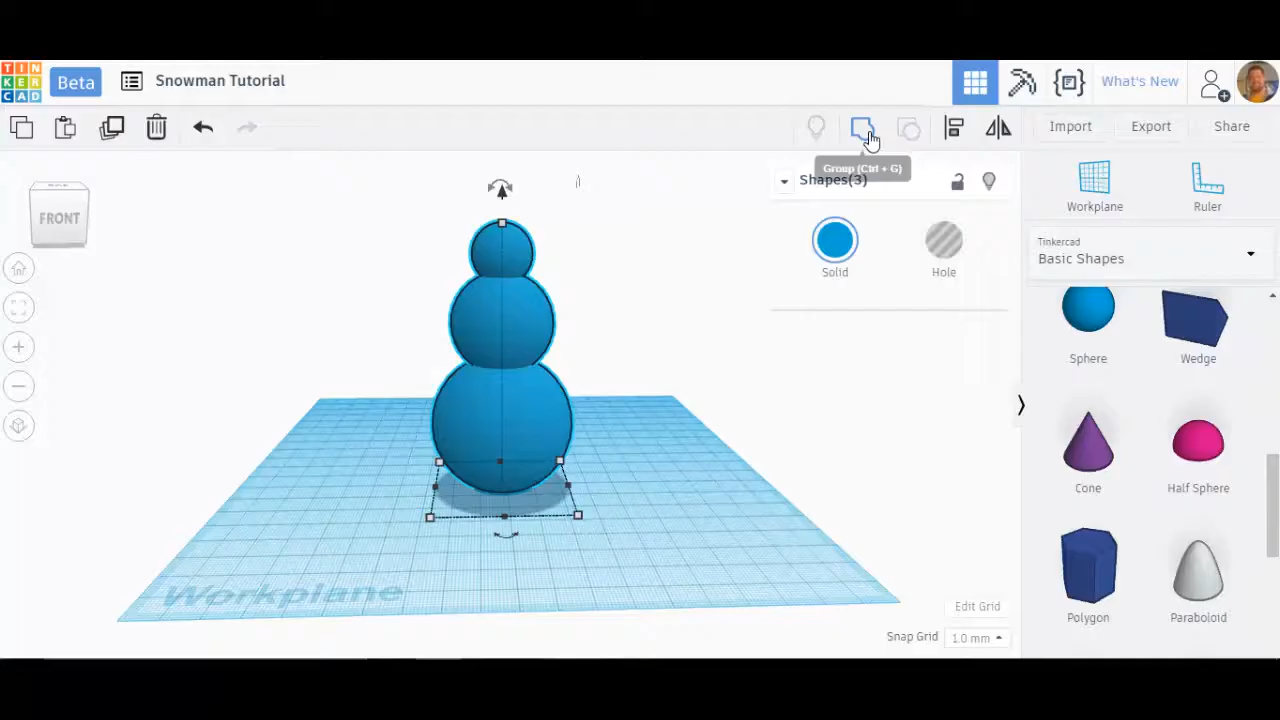 TIN
KER
CAD
Beta
Snowman Tutorial
What's New
Import
Export
Share
Group (Ctrl + G)
Shapes(3)
Solid
Hole
FRONT
Workplane
Ruler
Tinkercad
Basic Shapes
Sphere
Wedge
Cone
Half Sphere
Polygon
Paraboloid
Workplane
Edit Grid
Snap Grid
1.0 mm